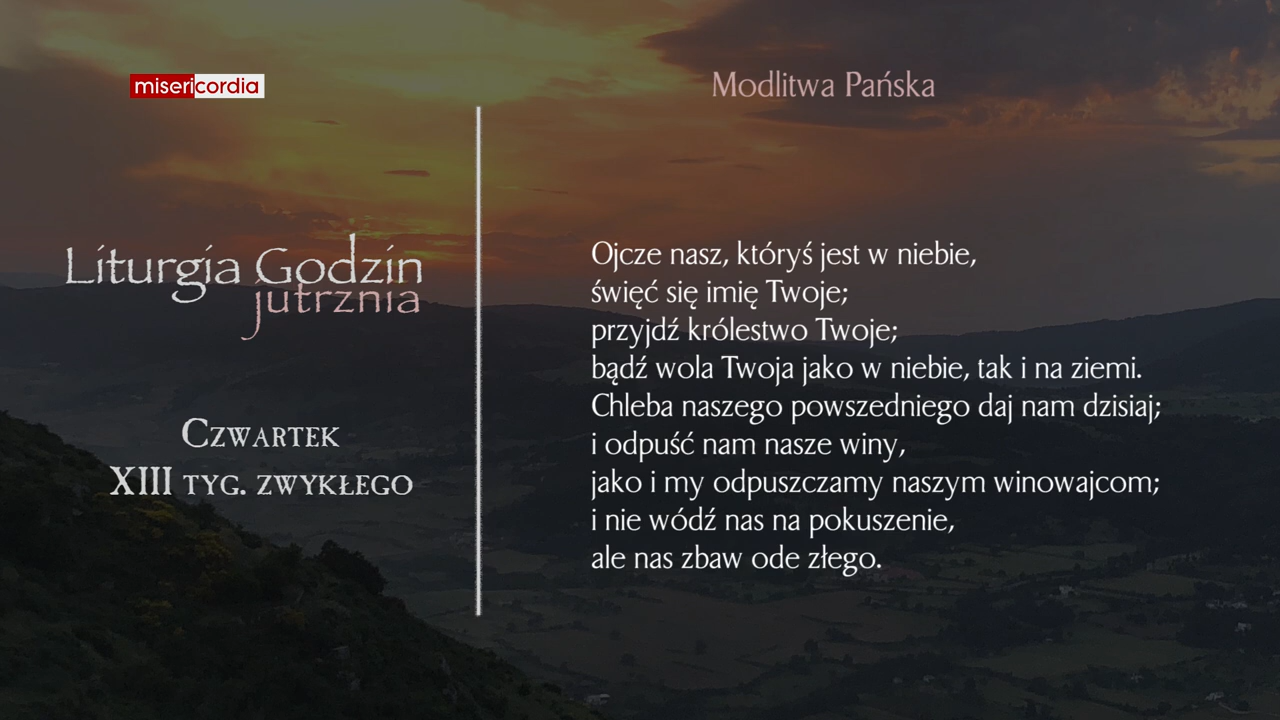 misericordia
Liturgia Godzin
jutrznia
Czwartek
XIII tyg. zwykłego
Modlitwa Pańska
Ojcze nasz, któryś jest w niebie,
święć się imię Twoje;
przyjdź królestwo Twoje;
bądź wola Twoja jako w niebie, tak i na ziemi.
Chleba naszego powszedniego daj nam dzisiaj;
i odpuść nam nasze winy,
jako i my odpuszczamy naszym winowajcom;
i nie wódź nas na pokuszenie,
ale nas zbaw ode złego.